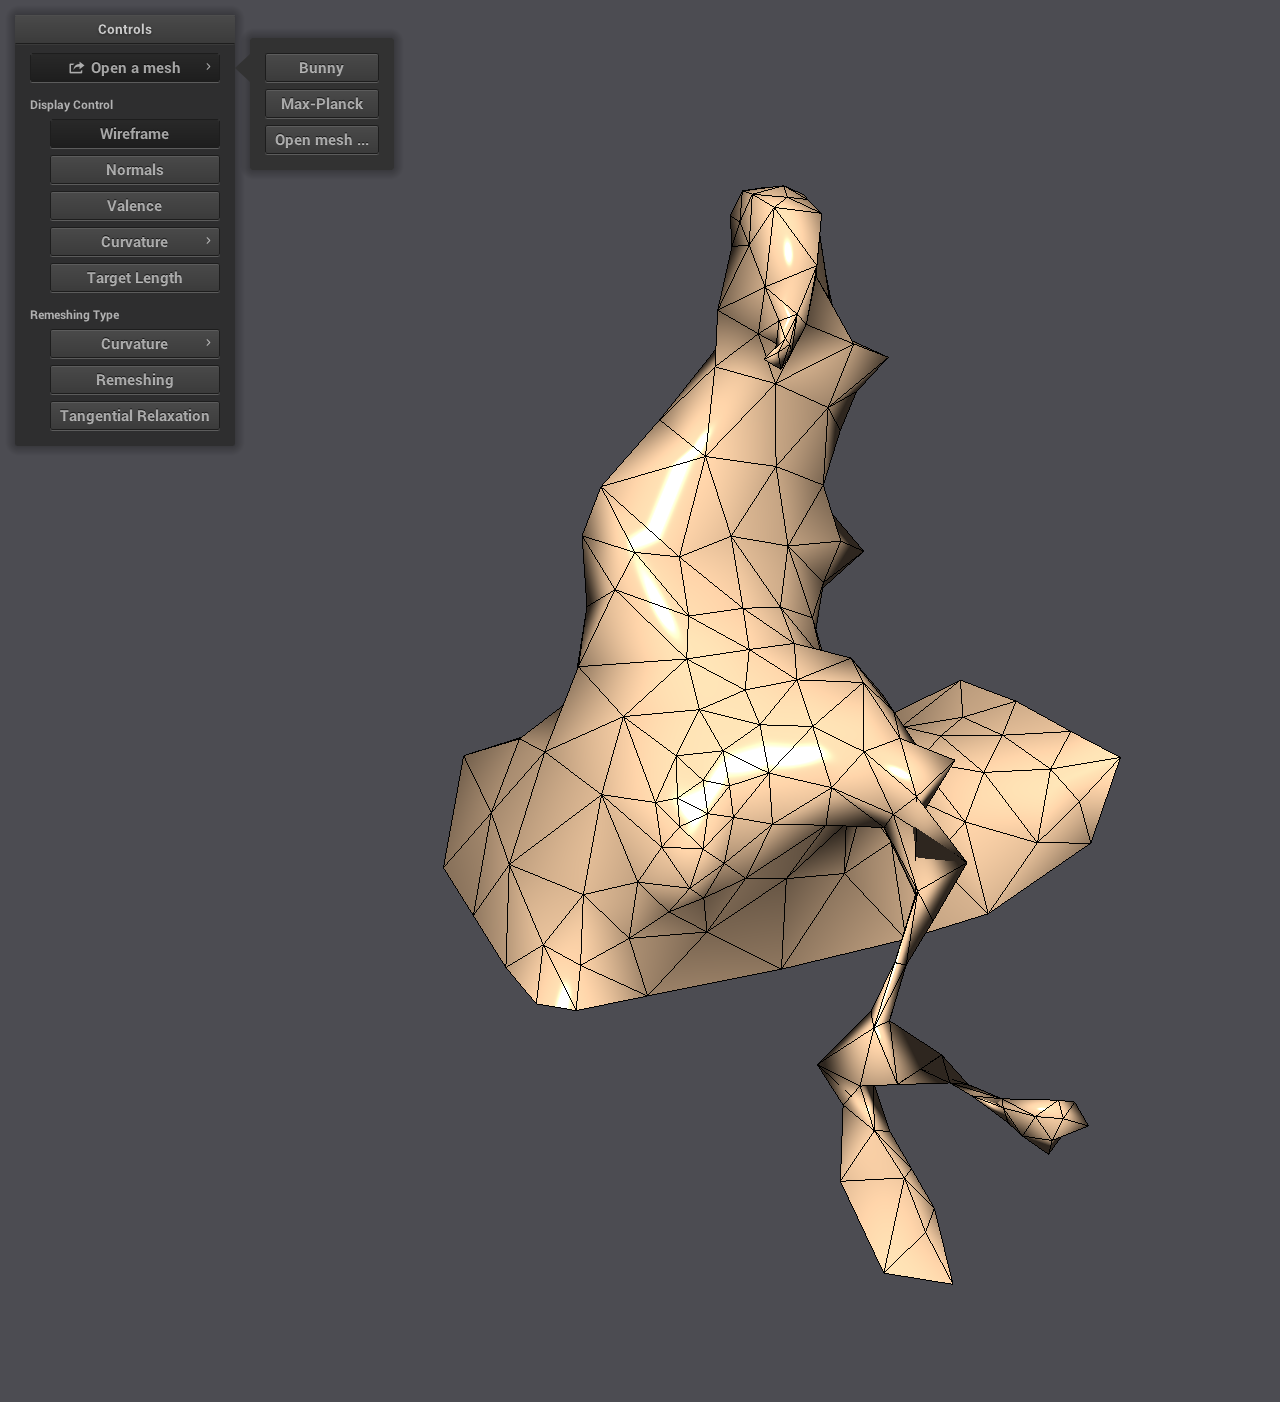 Controls
Open a mesh
Bunny
Max-Planck
Open mesh ...
Display Control
Wireframe
Normals
Valence
Curvature
Target Length
Remeshing Type
Curvature
Remeshing
Tangential Relaxation